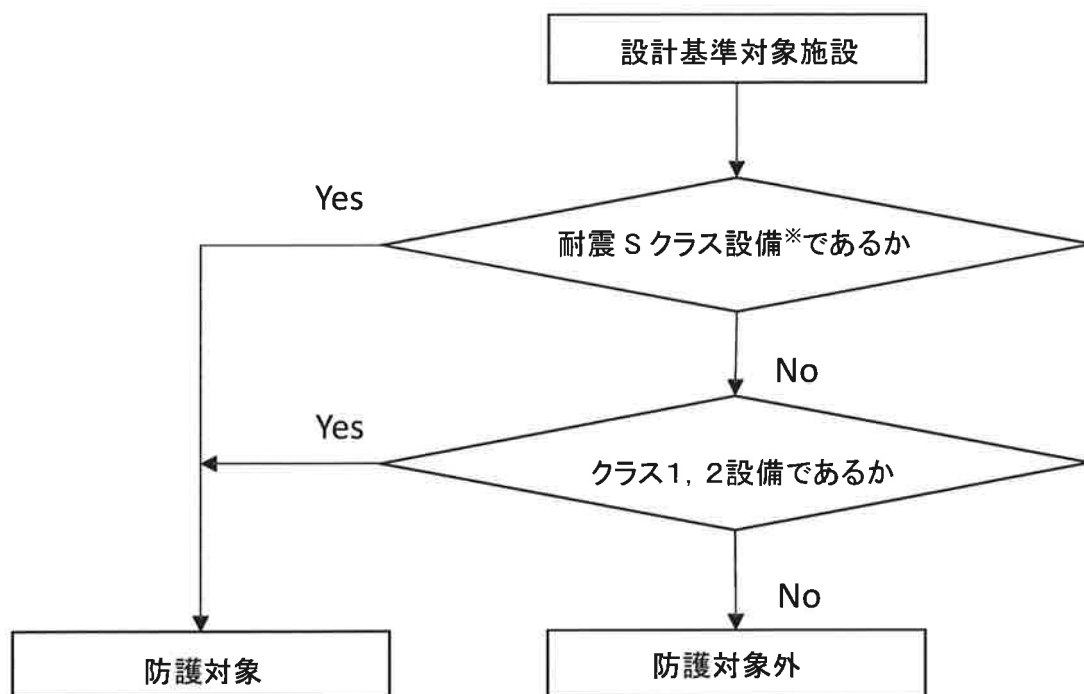 設計基準対象施設
Yes
耐震 S クラス設備※であるか
No
Yes
クラス1, 2設備であるか
No
防護対象
防護対象外